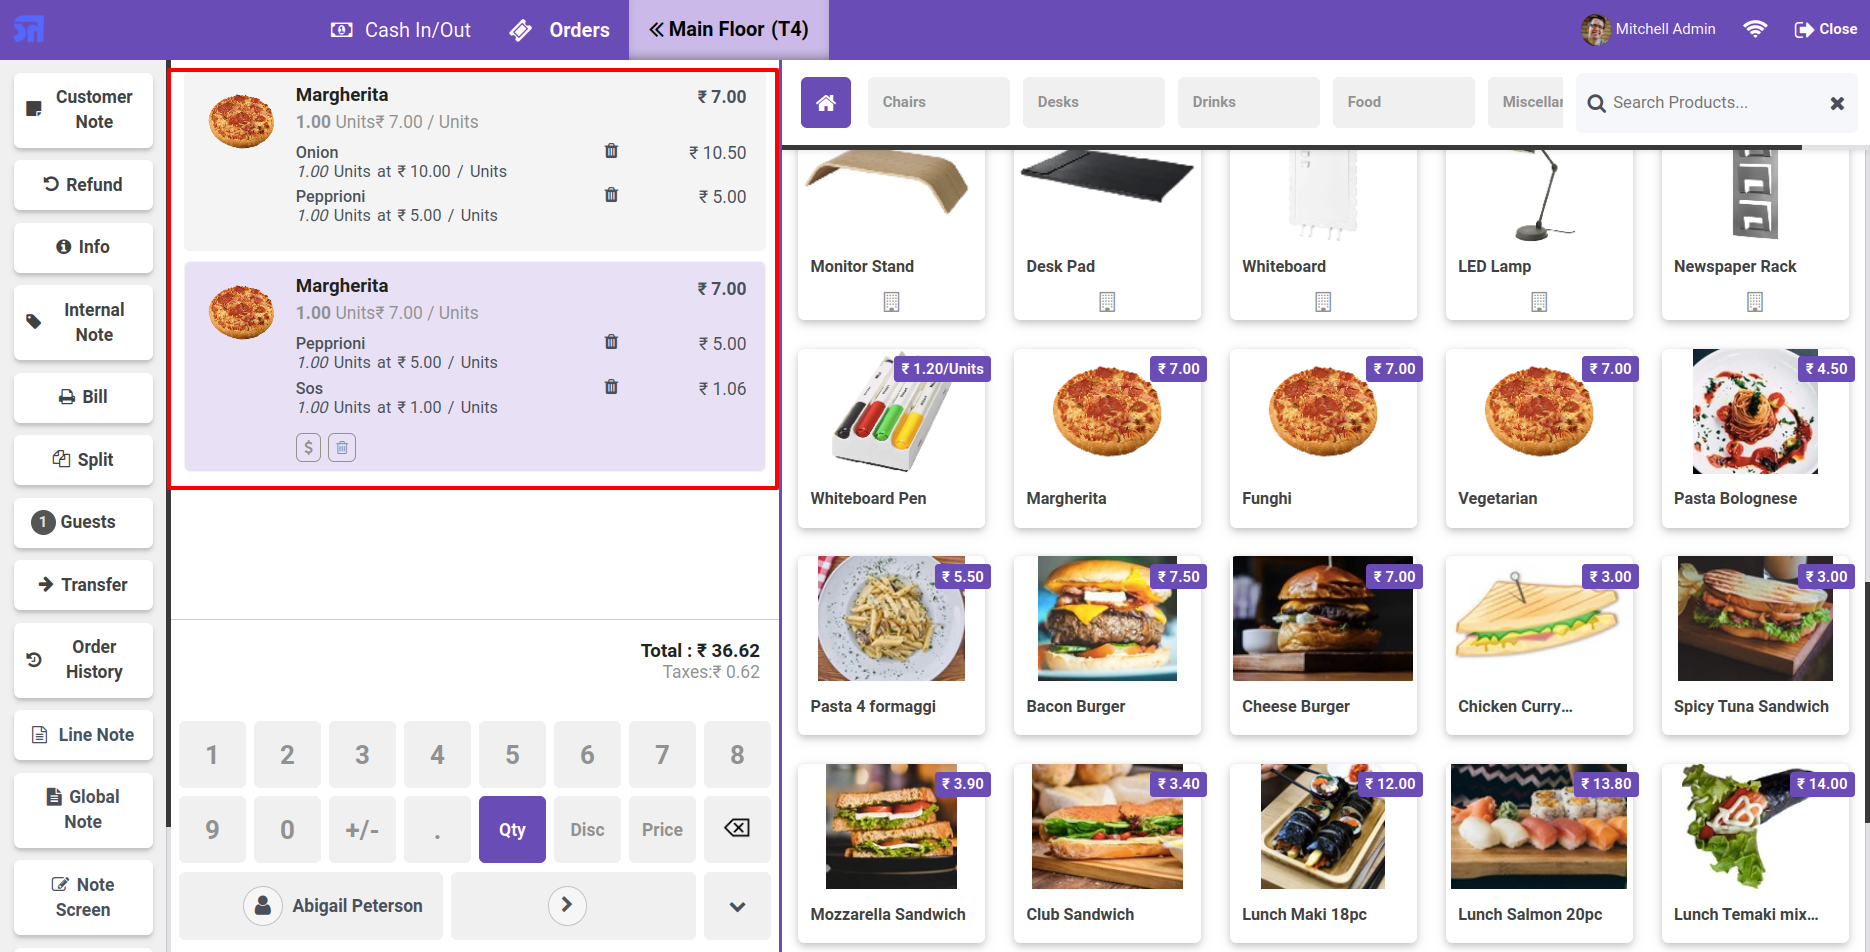 Cash In/Out
Orders
Main Floor (T4)
Mitchell Admin
Close
Customer
Note
Refund
Info
Internal
Note
Bill
Split
1 Guests
Transfer
Order
History
Line Note
Global
Note
Note
Screen
Margherita ₹ 7.00
1.00 Units₹ 7.00 / Units
Onion ₹ 10.50
1.00 Units at ₹ 10.00 / Units
Pepprioni ₹ 5.00
1.00 Units at ₹ 5.00 / Units
Margherita ₹ 7.00
1.00 Units₹ 7.00 / Units
Pepprioni ₹ 5.00
1.00 Units at ₹ 5.00 / Units
Sos ₹ 1.06
1.00 Units at ₹ 1.00 / Units
$
Total : ₹ 36.62
Taxes:₹ 0.62
1 2 3 4 5 6 7 8
9 0 +/- . Qty Disc Price
Abigail Peterson
Chairs
Desks
Drinks
Food
Miscellar
Search Products...
Monitor Stand
Desk Pad
Whiteboard
LED Lamp
Newspaper Rack
₹ 1.20/Units
Whiteboard Pen
₹ 7.00
Margherita
₹ 7.00
Funghi
₹ 7.00
Vegetarian
₹ 4.50
Pasta Bolognese
₹ 5.50
Pasta 4 formaggi
₹ 7.50
Bacon Burger
₹ 7.00
Cheese Burger
₹ 3.00
Chicken Curry...
₹ 3.00
Spicy Tuna Sandwich
₹ 3.90
Mozzarella Sandwich
₹ 3.40
Club Sandwich
₹ 12.00
Lunch Maki 18pc
₹ 13.80
Lunch Salmon 20pc
₹ 14.00
Lunch Temaki mix...